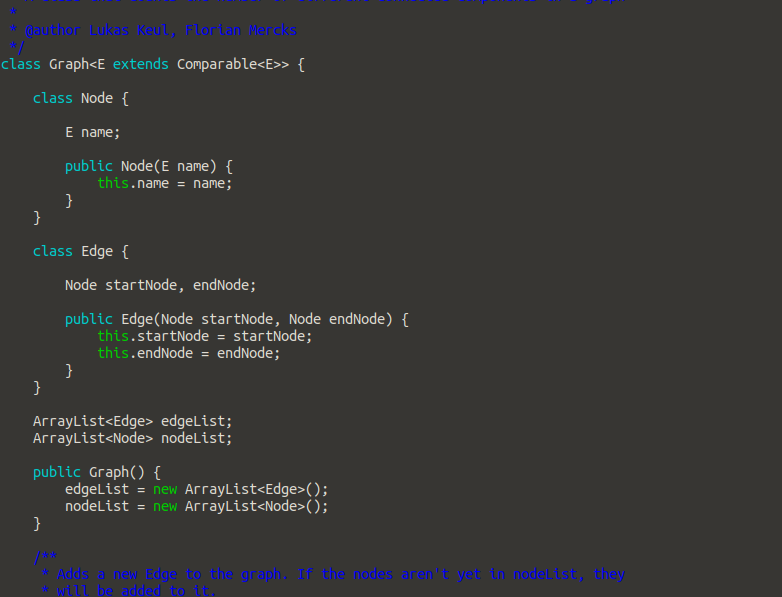 *
* @author Lukas Keul, Florian Mercks
*/
class Graph<E extends Comparable<E>> {
class Node {
E name;
public Node(E name) {
this.name = name;
}
}
class Edge {
Node startNode, endNode;
public Edge(Node startNode, Node endNode) {
this.startNode = startNode;
this.endNode = endNode;
}
}
ArrayList<Edge> edgeList;
ArrayList<Node> nodeList;
public Graph() {
edgeList = new ArrayList<Edge>();
nodeList = new ArrayList<Node>();
}
/**
* Adds a new Edge to the graph. If the nodes aren't yet in nodeList, they
* will be added to it.